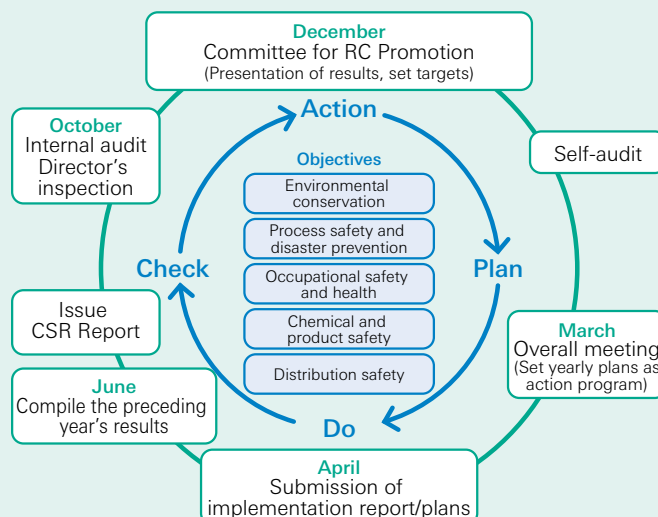 December
Committee for RC Promotion
(Presentation of results, set targets)
Action
October
Internal audit
Director's
inspection
Self-audit
Objectives
Environmental
conservation
Process safety and
disaster prevention
Check
Occupational safety
and health
Plan
Chemical and
product safety
Distribution safety
Issue
CSR Report
March
Overall meeting
(Set yearly plans as
action program)
June
Compile the preceding
year's results
Do
April
Submission of
implementation report/plans